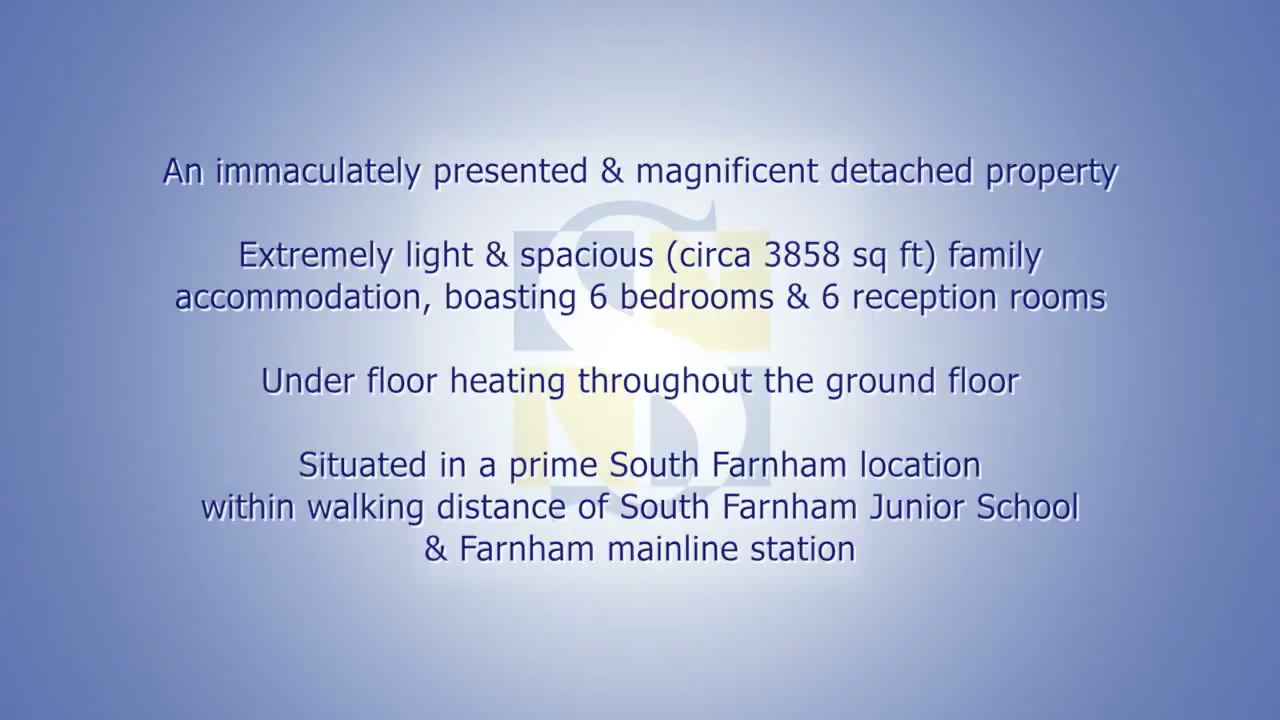 An immaculately presented & magnificent detached property
Extremely light & spacious (circa 3858 sq ft) family
accommodation, boasting 6 bedrooms & 6 reception rooms
Under floor heating throughout the ground floor
Situated in a prime South Farnham location
within walking distance of South Farnham Junior School
& Farnham mainline station